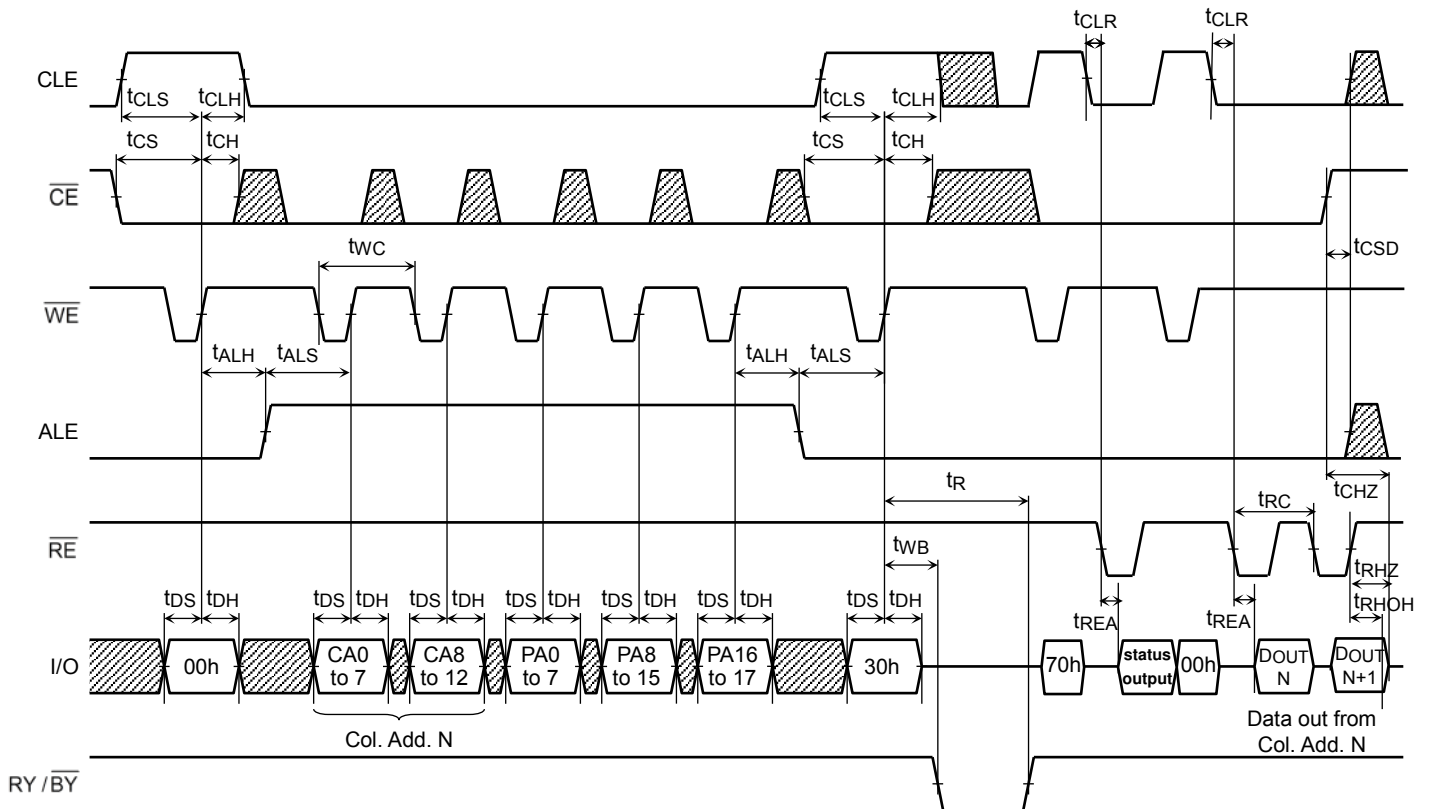 tCLR tCLR
CLE
tCLS tCLH tCLS tCLH
tCS tCH tCS tCH
CE
tCSD
tWC
WE
tALH tALS tALH tALS
ALE
tR tCHZ
tRC
RE
tWB
tRHZ
tDS tDH tDS tDH tDS tDH tDS tDH tDS tDH tDS tDH tDS tDH tRHOH
tREA tREA
I/O
00h
CA0
to 7
CA8
to 12
PA0
to 7
PA8
to 15
PA16
to 17
30h
70h
status
output
00h
DOUT
N
DOUT
N+1
Col. Add. N
Data out from
Col. Add. N
RY / BY